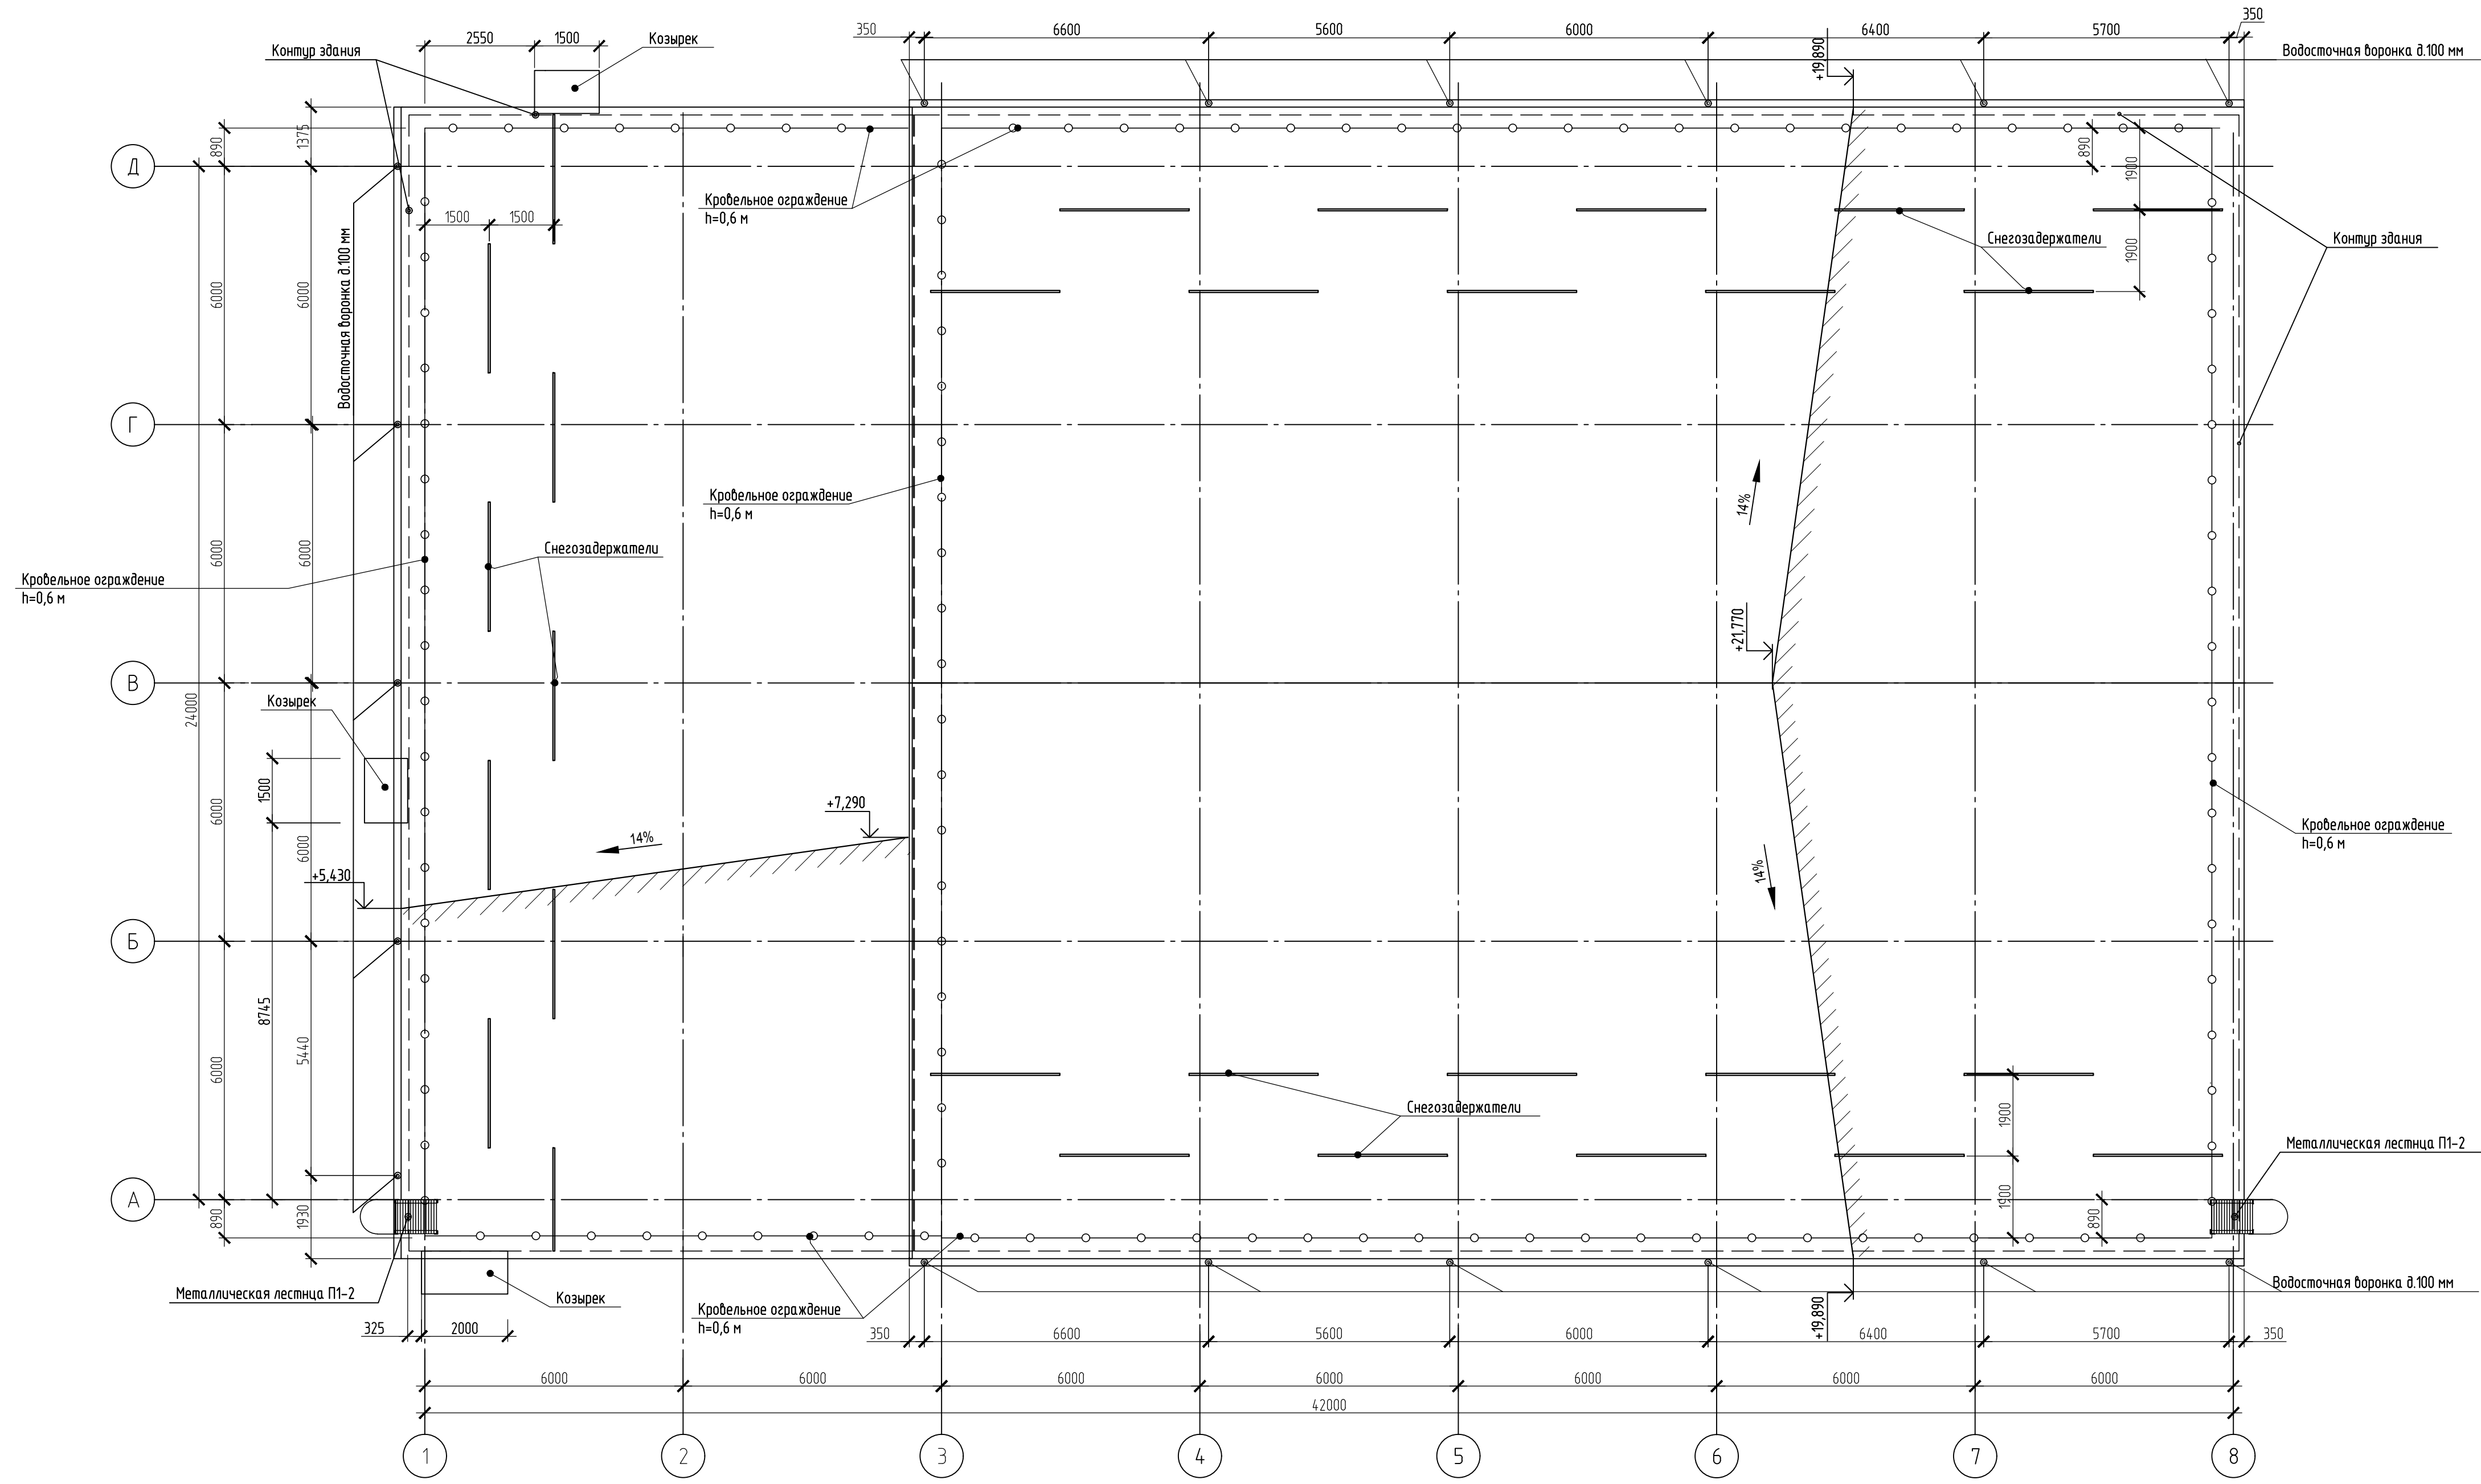 350
6600
5600
6000
6400
5700
350
2550
1500
Козырек
Контур здания
+19,890
Водосточная воронка д.100 мм
1375
890
890
1900
Д
Кровельное ограждение
h=0,6 м
1500
1500
Снегозадержатели
Контур здания
1900
Водосточная воронка д.100 мм
6000
6000
Г
Кровельное ограждение
h=0,6 м
14%
6000
6000
Снегозадержатели
Кровельное ограждение
h=0,6 м
+21,770
В
Козырек
24000
1500
+7,290
6000
6000
14%
14%
Кровельное ограждение
h=0,6 м
+5,430
Б
8745
5440
6000
Снегозадержатели
1900
Металлическая лестнца П1-2
А
890
1930
1900
890
Металлическая лестнца П1-2
Козырек
Кровельное ограждение
h=0,6 м
Водосточная воронка д.100 мм
+19,890
325
2000
350
6600
5600
6000
6400
5700
350
6000
6000
6000
6000
6000
6000
6000
42000
1
2
3
4
5
6
7
8